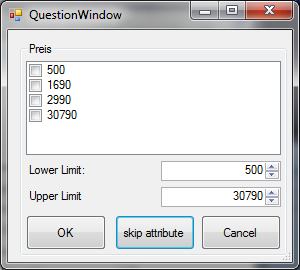 QuestionWindow
Preis
500
1690
2990
30790
Lower Limit: 500
Upper Limit 30790
OK skip attribute Cancel